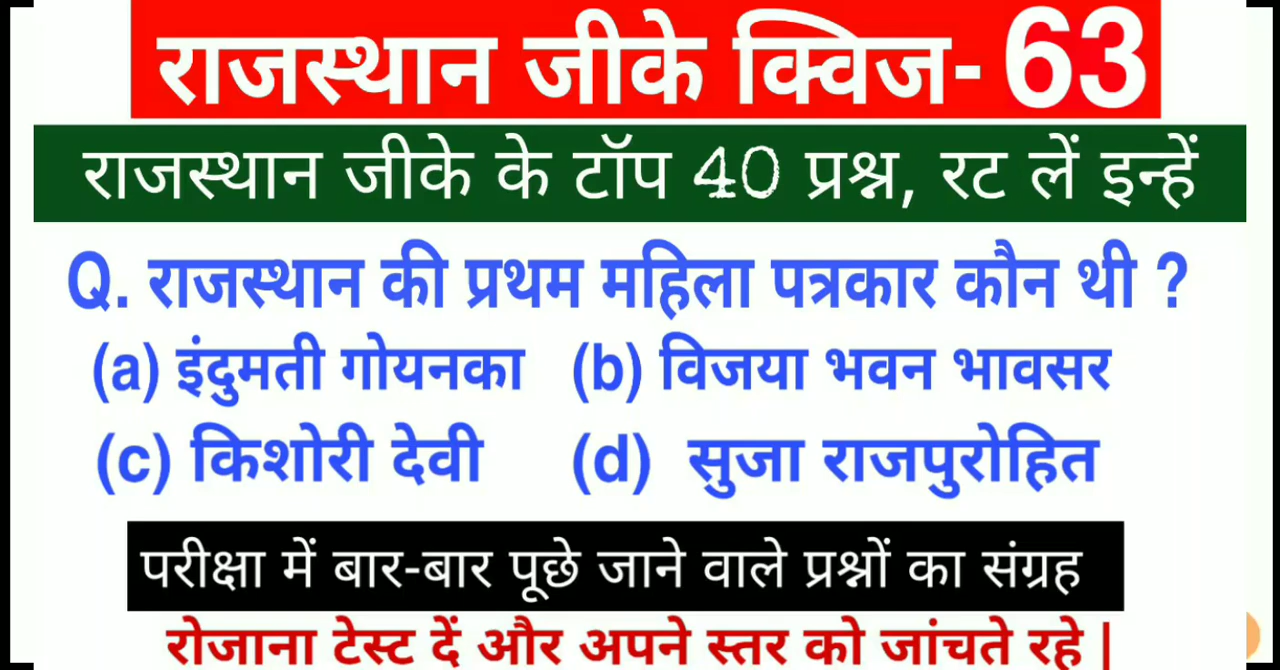 राजस्थान जीके क्विज- 63
राजस्थान जीके के टॉप 40 प्रश्न, रट लें इन्हें
Q. राजस्थान की प्रथम महिला पत्रकार कौन थी ?
(a) इंदुमती गोयनका (b) विजया भवन भावसर
(c) किशोरी देवी (d) सुजा राजपुरोहित
परीक्षा में बार-बार पूछे जाने वाले प्रश्नों का संग्रह
रोजाना टेस्ट दें और अपने स्तर को जांचते रहे |